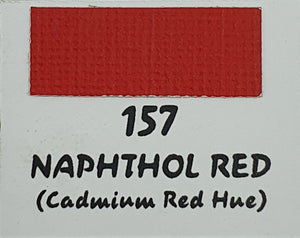 157
NAPHTHOL RED
(Cadmium Red Hue)